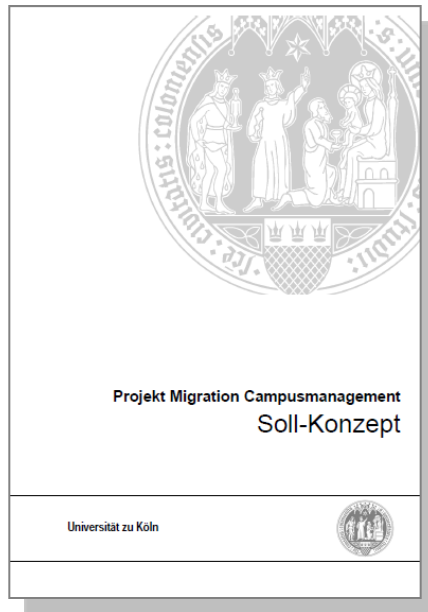 Projekt Migration Campusmanagement
Soll-Konzept
Universität zu Köln